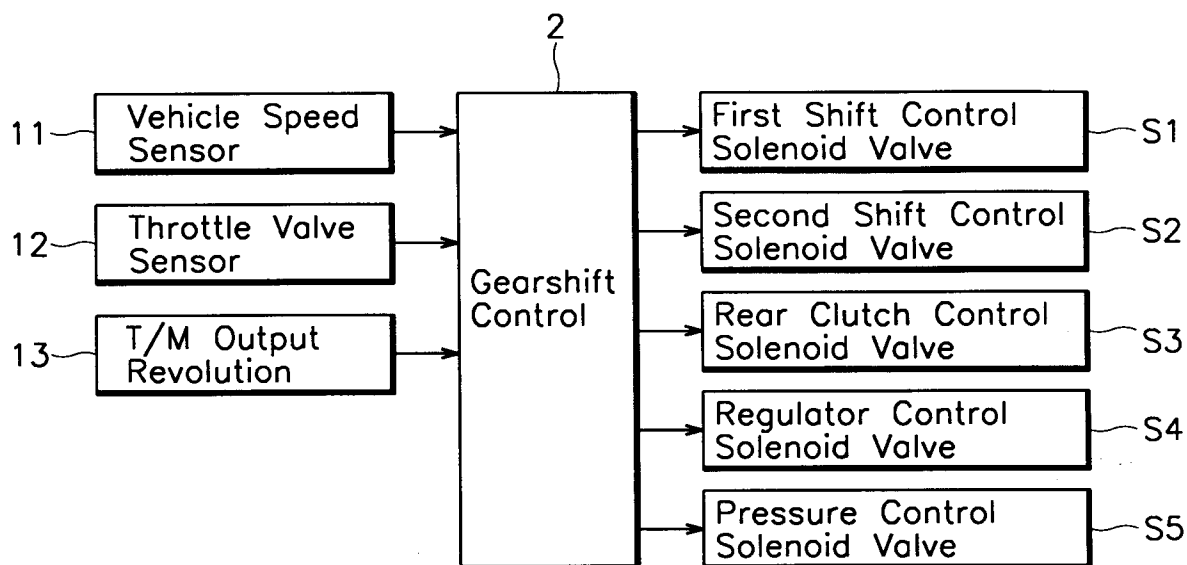 2
11
Vehicle Speed
Sensor
12
Throttle Valve
Sensor
13
T/M Output
Revolution
Gearshift
Control
First Shift Control
Solenoid Valve
S1
Second Shift Control
Solenoid Valve
S2
Rear Clutch Control
Solenoid Valve
S3
Regulator Control
Solenoid Valve
S4
Pressure Control
Solenoid Valve
S5